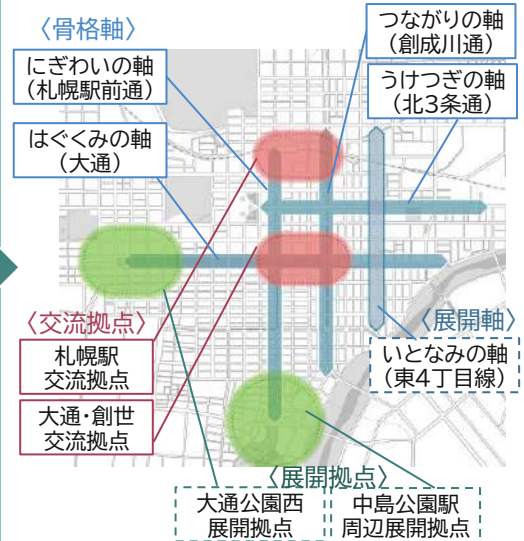 〈骨格軸〉
にぎわいの軸
(札幌駅前通)
はぐくみの軸
(大通)
つながりの軸
(創成川通)
うけつぎの軸
(北3条通)
〈交流拠点〉
札幌駅
交流拠点
大通・創世
交流拠点
〈展開軸〉
いとなみの軸
(東4丁目線)
〈展開拠点〉
大通公園西
展開拠点
中島公園駅
周辺展開拠点